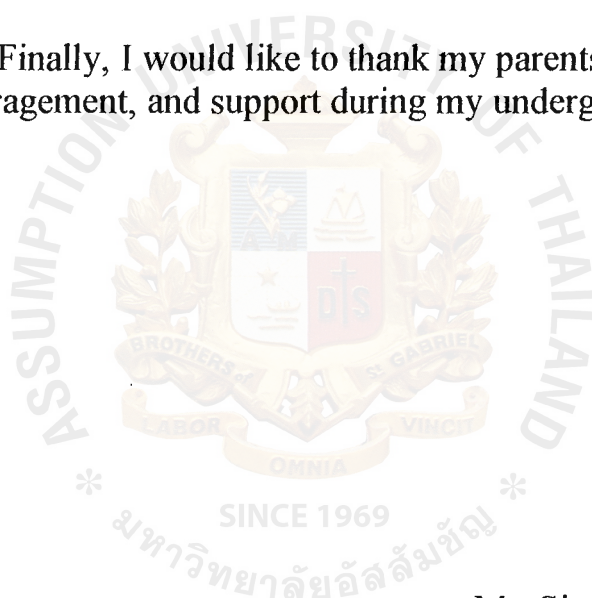 Finally, I would like to thank my parents
ragement, and support during my underg
ASSUMPTION UNIVERSITY OF THAILAND
A M
D S
BROTHERS of St GABRIEL
LABOR OMNIA VINCIT
SINCE 1969
* มหาวิทยาลัยอัสสัมชัญ *